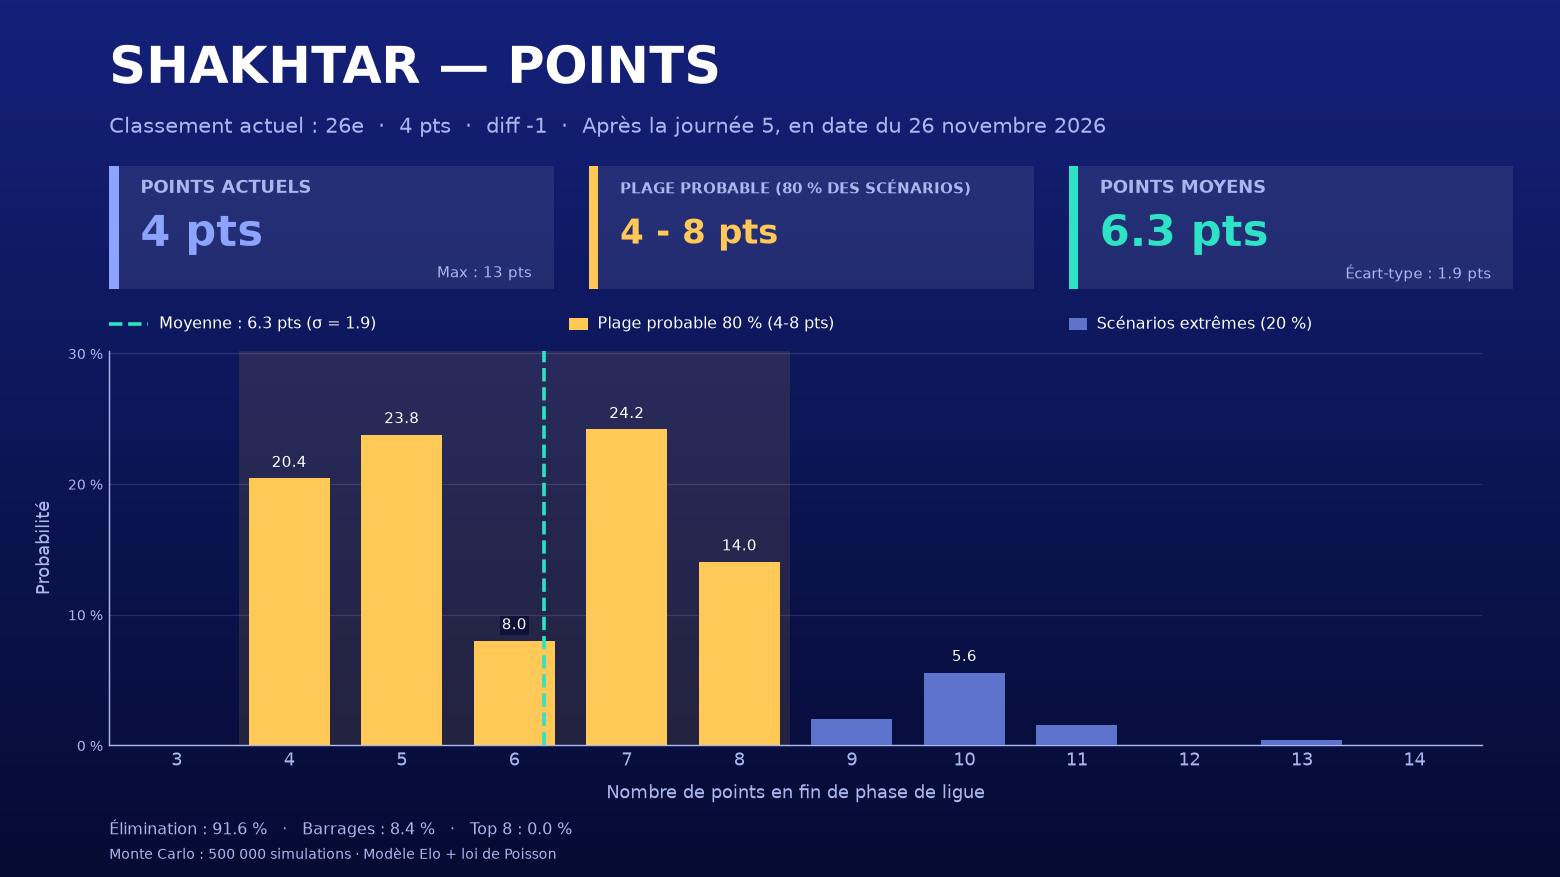 SHAKHTAR — POINTS
Classement actuel : 26e · 4 pts · diff -1 · Après la journée 5, en date du 26 novembre 2026
POINTS ACTUELS
4 pts
Max : 13 pts
PLAGE PROBABLE (80 % DES SCÉNARIOS)
4 - 8 pts
POINTS MOYENS
6.3 pts
Écart-type : 1.9 pts
Moyenne : 6.3 pts (σ = 1.9)
Plage probable 80 % (4-8 pts)
Scénarios extrêmes (20 %)
Probabilité
30 %
20 %
10 %
0 %
20.4
23.8
8.0
24.2
14.0
5.6
3 4 5 6 7 8 9 10 11 12 13 14
Nombre de points en fin de phase de ligue
Élimination : 91.6 % · Barrages : 8.4 % · Top 8 : 0.0 %
Monte Carlo : 500 000 simulations · Modèle Elo + loi de Poisson